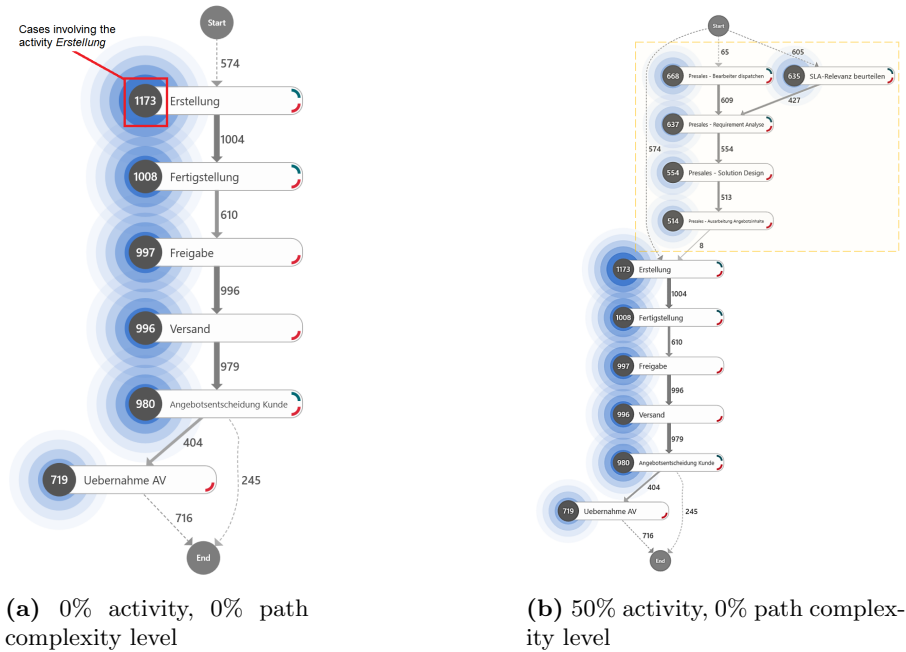 Cases involving the
activity Erstellung
Start
574
1173 Erstellung
1004
1008 Fertigstellung
610
997 Freigabe
996
996 Versand
979
980 Angebotsentscheidung Kunde
404
719 Uebernahme AV
245
716
End
(a) 0% activity, 0% path
complexity level
Start
65
605
668 Presales - Bearbeiter dispatchen
635 SLA-Relevanz beurteilen
609
427
637 Presales - Requirement Analyse
574
554
554 Presales - Solution Design
513
514 Presales - Ausarbeitung Angebotsinhalte
8
1173 Erstellung
1004
1008 Fertigstellung
610
997 Freigabe
996
996 Versand
979
980 Angebotsentscheidung Kunde
404
719 Uebernahme AV
245
716
End
(b) 50% activity, 0% path complex-
ity level